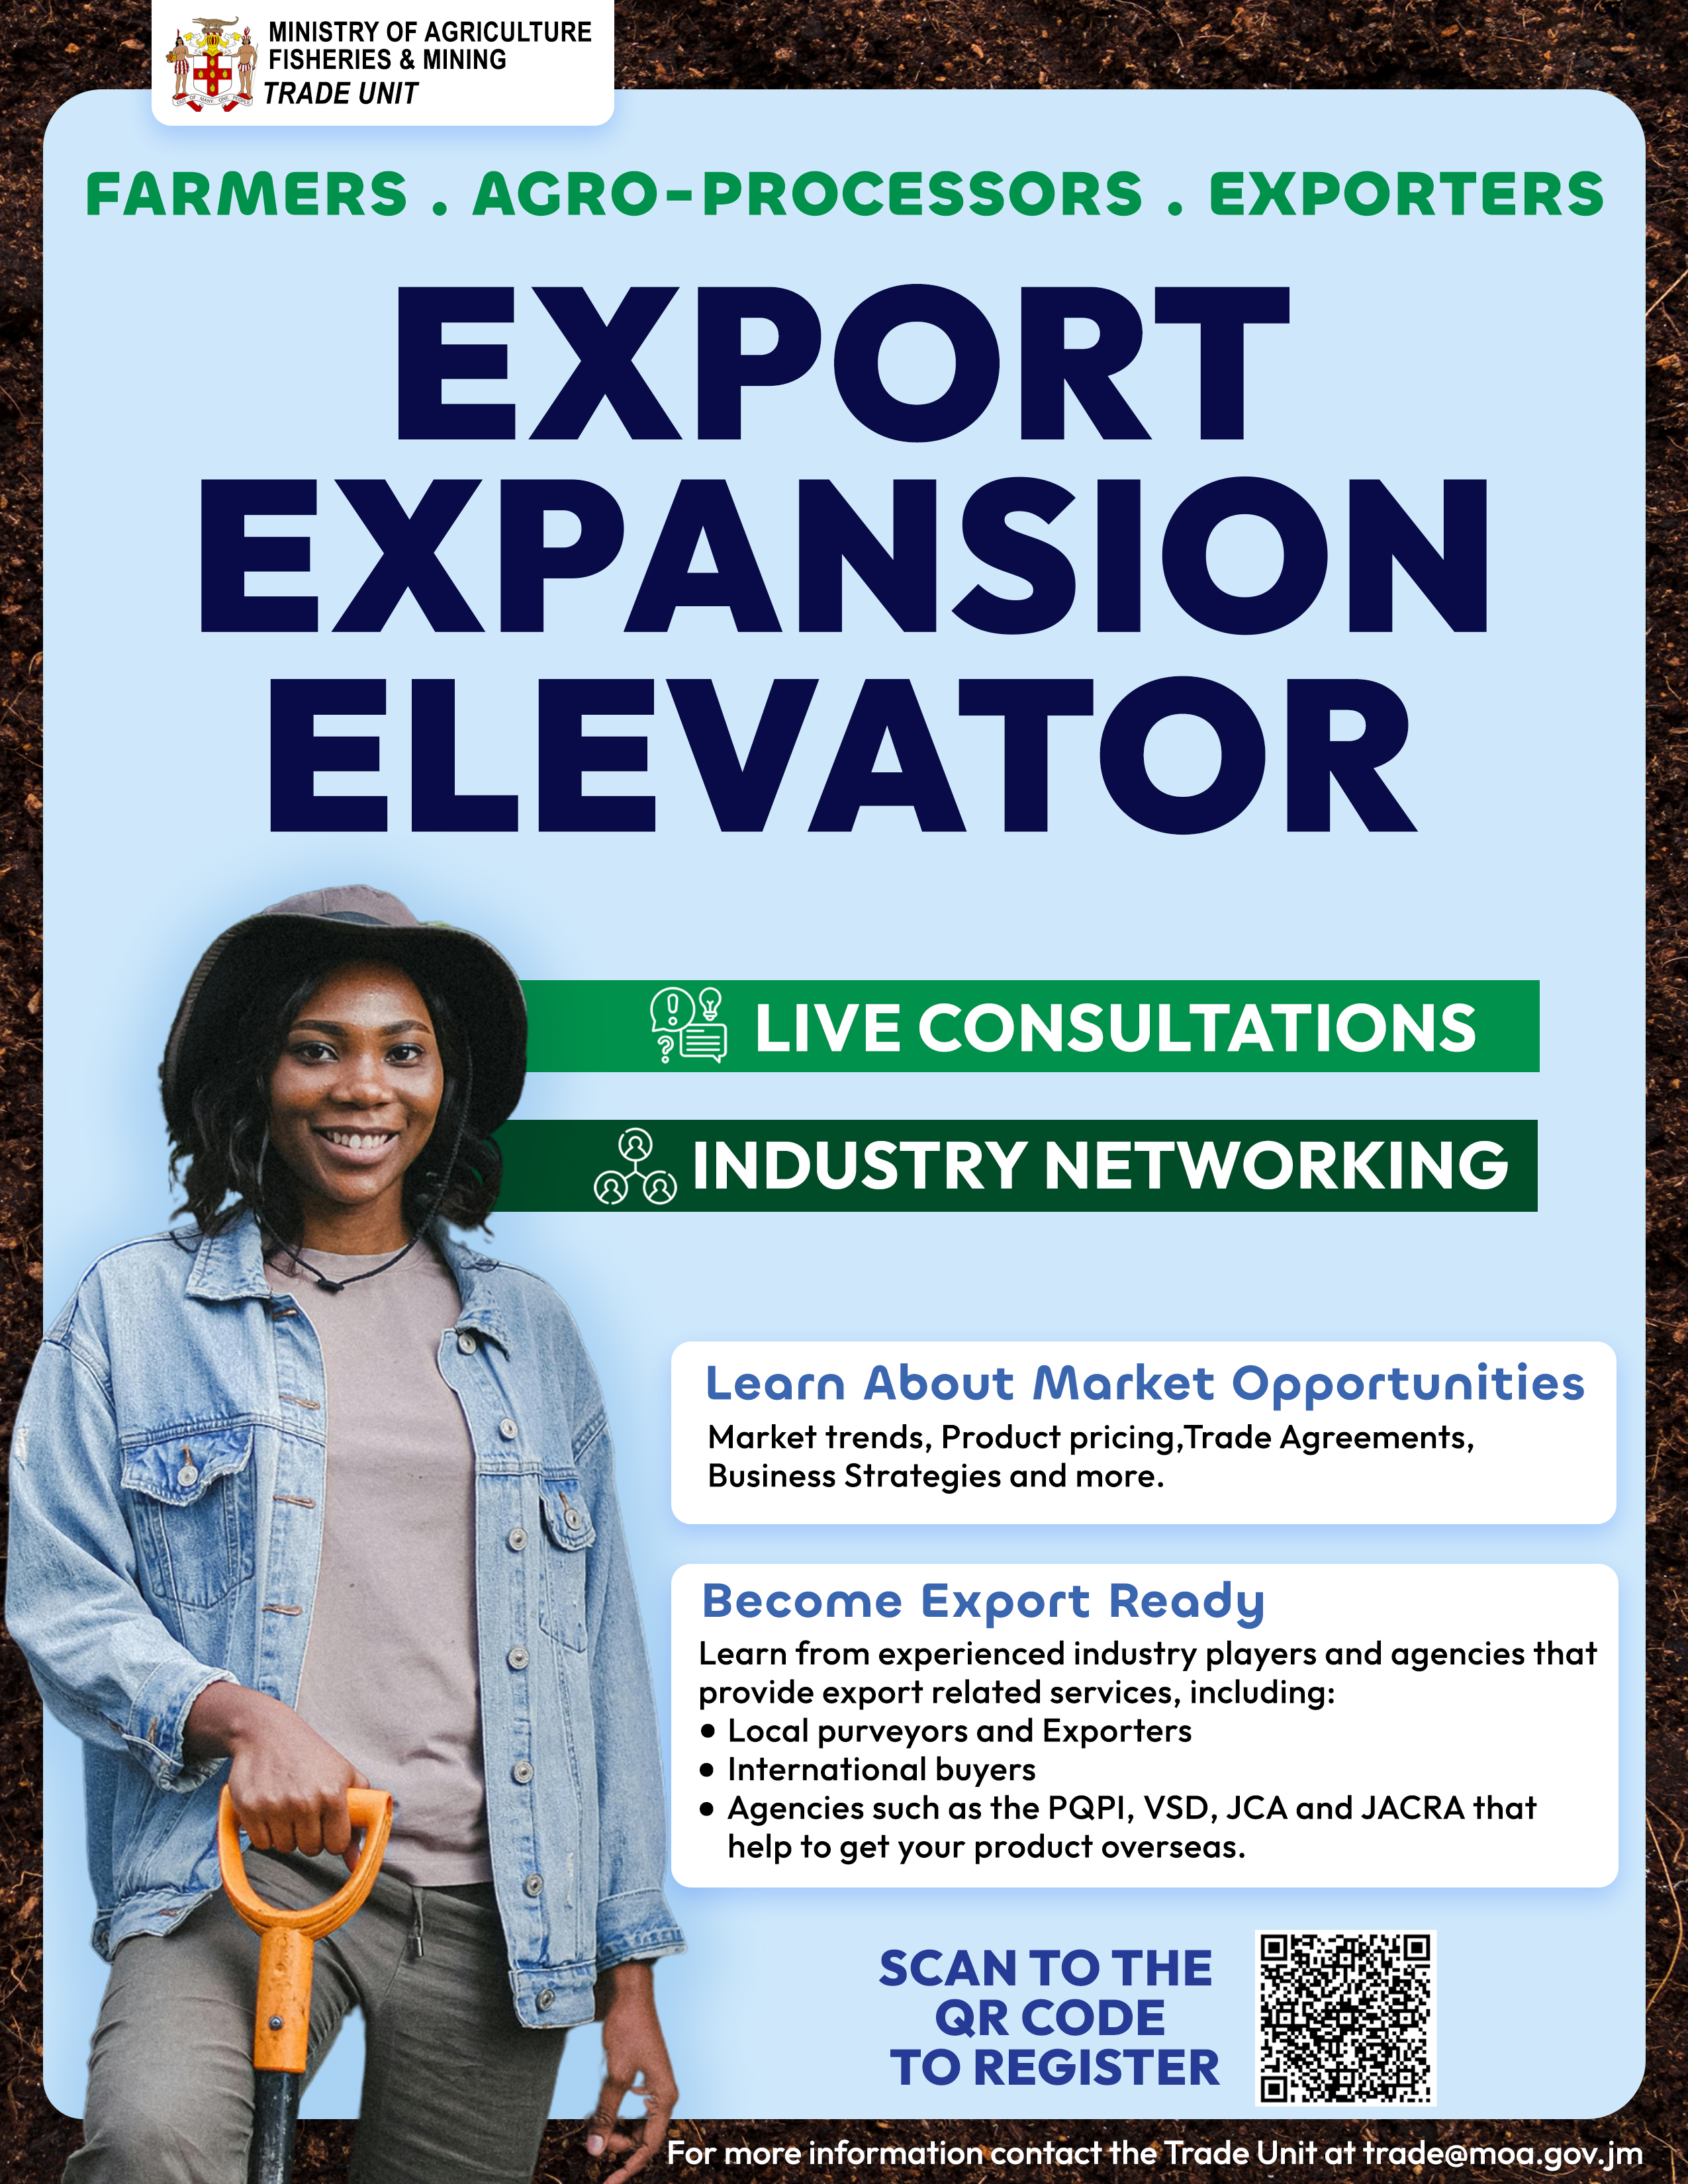 MINISTRY OF AGRICULTURE
FISHERIES & MINING
TRADE UNIT
FARMERS . AGRO-PROCESSORS . EXPORTERS
EXPORT
EXPANSION
ELEVATOR
LIVE CONSULTATIONS
INDUSTRY NETWORKING
Learn About Market Opportunities
Market trends, Product pricing,Trade Agreements,
Business Strategies and more.
Become Export Ready
Learn from experienced industry players and agencies that
provide export related services, including:
• Local purveyors and Exporters
• International buyers
• Agencies such as the PQPI, VSD, JCA and JACRA that
help to get your product overseas.
SCAN TO THE
QR CODE
TO REGISTER
For more information contact the Trade Unit at trade@moa.gov.jm